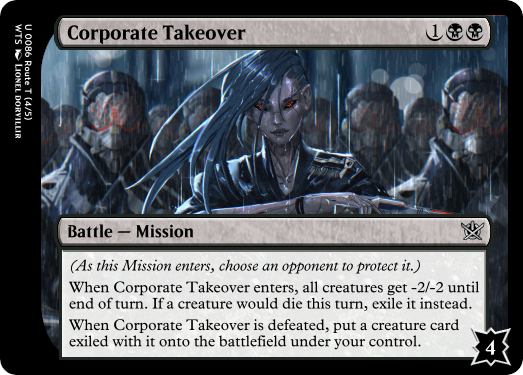 Corporate Takeover 1
Battle — Mission
(As this Mission enters, choose an opponent to protect it.)
When Corporate Takeover enters, all creatures get -2/-2 until
end of turn. If a creature would die this turn, exile it instead.
When Corporate Takeover is defeated, put a creature card
exiled with it onto the battlefield under your control.
4
U 0086 Route T (4/5)
WTS LIONEL DORVILLIR